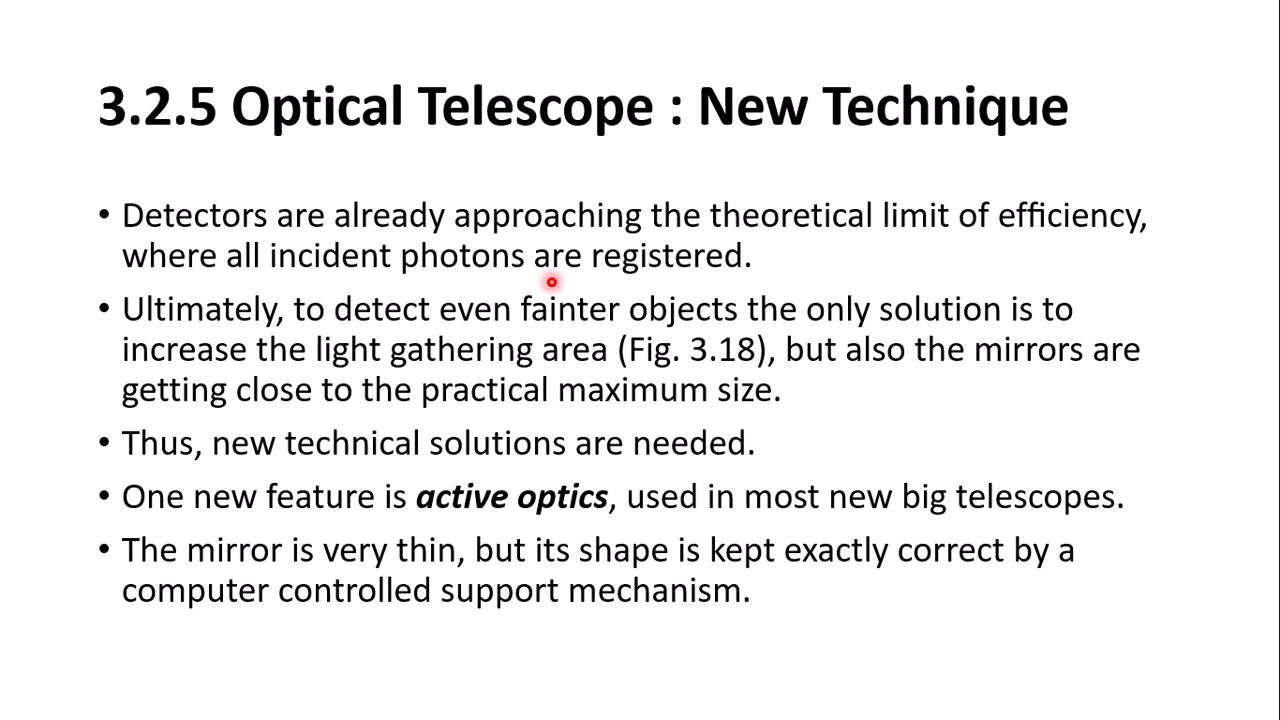 3.2.5 Optical Telescope : New Technique
• Detectors are already approaching the theoretical limit of efficiency,
where all incident photons are registered.
• Ultimately, to detect even fainter objects the only solution is to
increase the light gathering area (Fig. 3.18), but also the mirrors are
getting close to the practical maximum size.
• Thus, new technical solutions are needed.
• One new feature is active optics, used in most new big telescopes.
• The mirror is very thin, but its shape is kept exactly correct by a
computer controlled support mechanism.